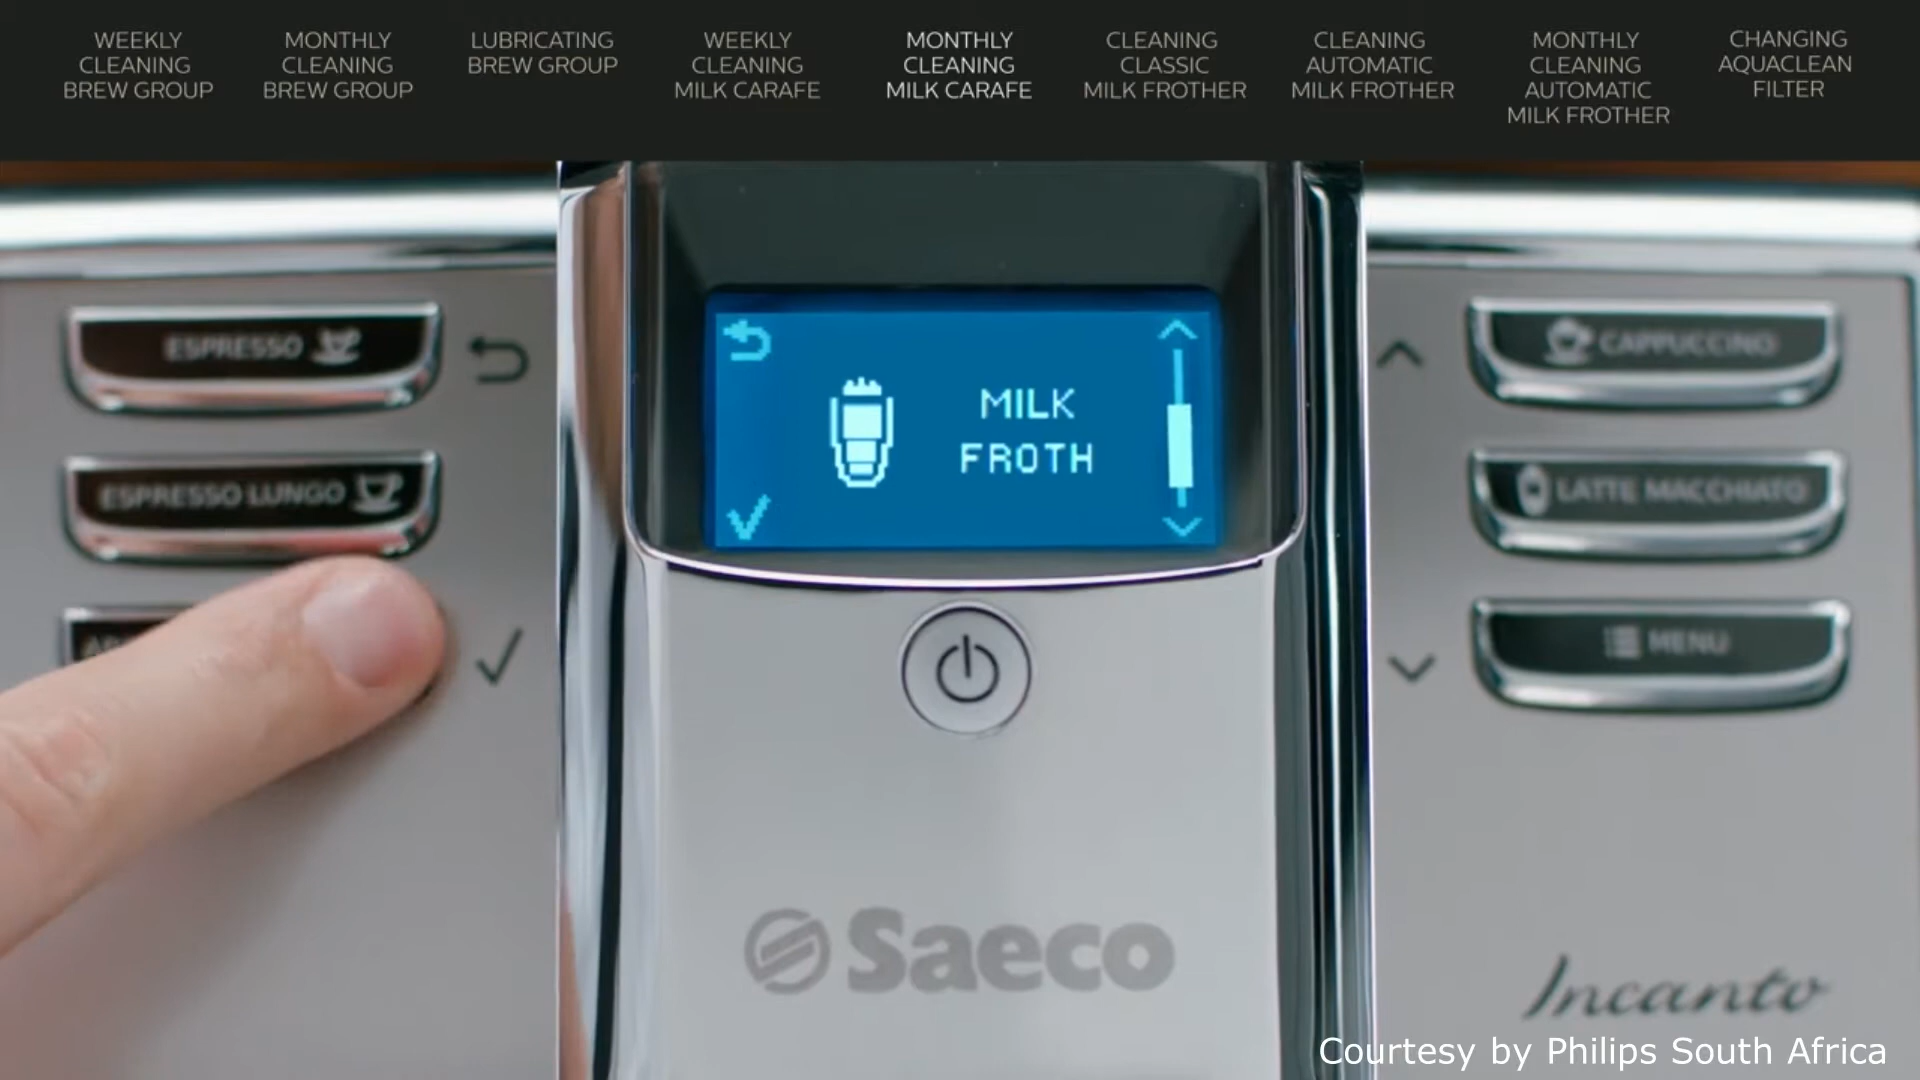 WEEKLY
CLEANING
BREW GROUP
MONTHLY
CLEANING
BREW GROUP
LUBRICATING
BREW GROUP
WEEKLY
CLEANING
MILK CARAFE
MONTHLY
CLEANING
MILK CARAFE
CLEANING
CLASSIC
MILK FROTHER
CLEANING
AUTOMATIC
MILK FROTHER
MONTHLY
CLEANING
AUTOMATIC
MILK FROTHER
CHANGING
AQUACLEAN
FILTER
ESPRESSO
ESPRESSO LUNGO
MILK
FROTH
CAPPUCCINO
LATTE MACCHIATO
MENU
Saeco
Incanto
Courtesy by Philips South Africa